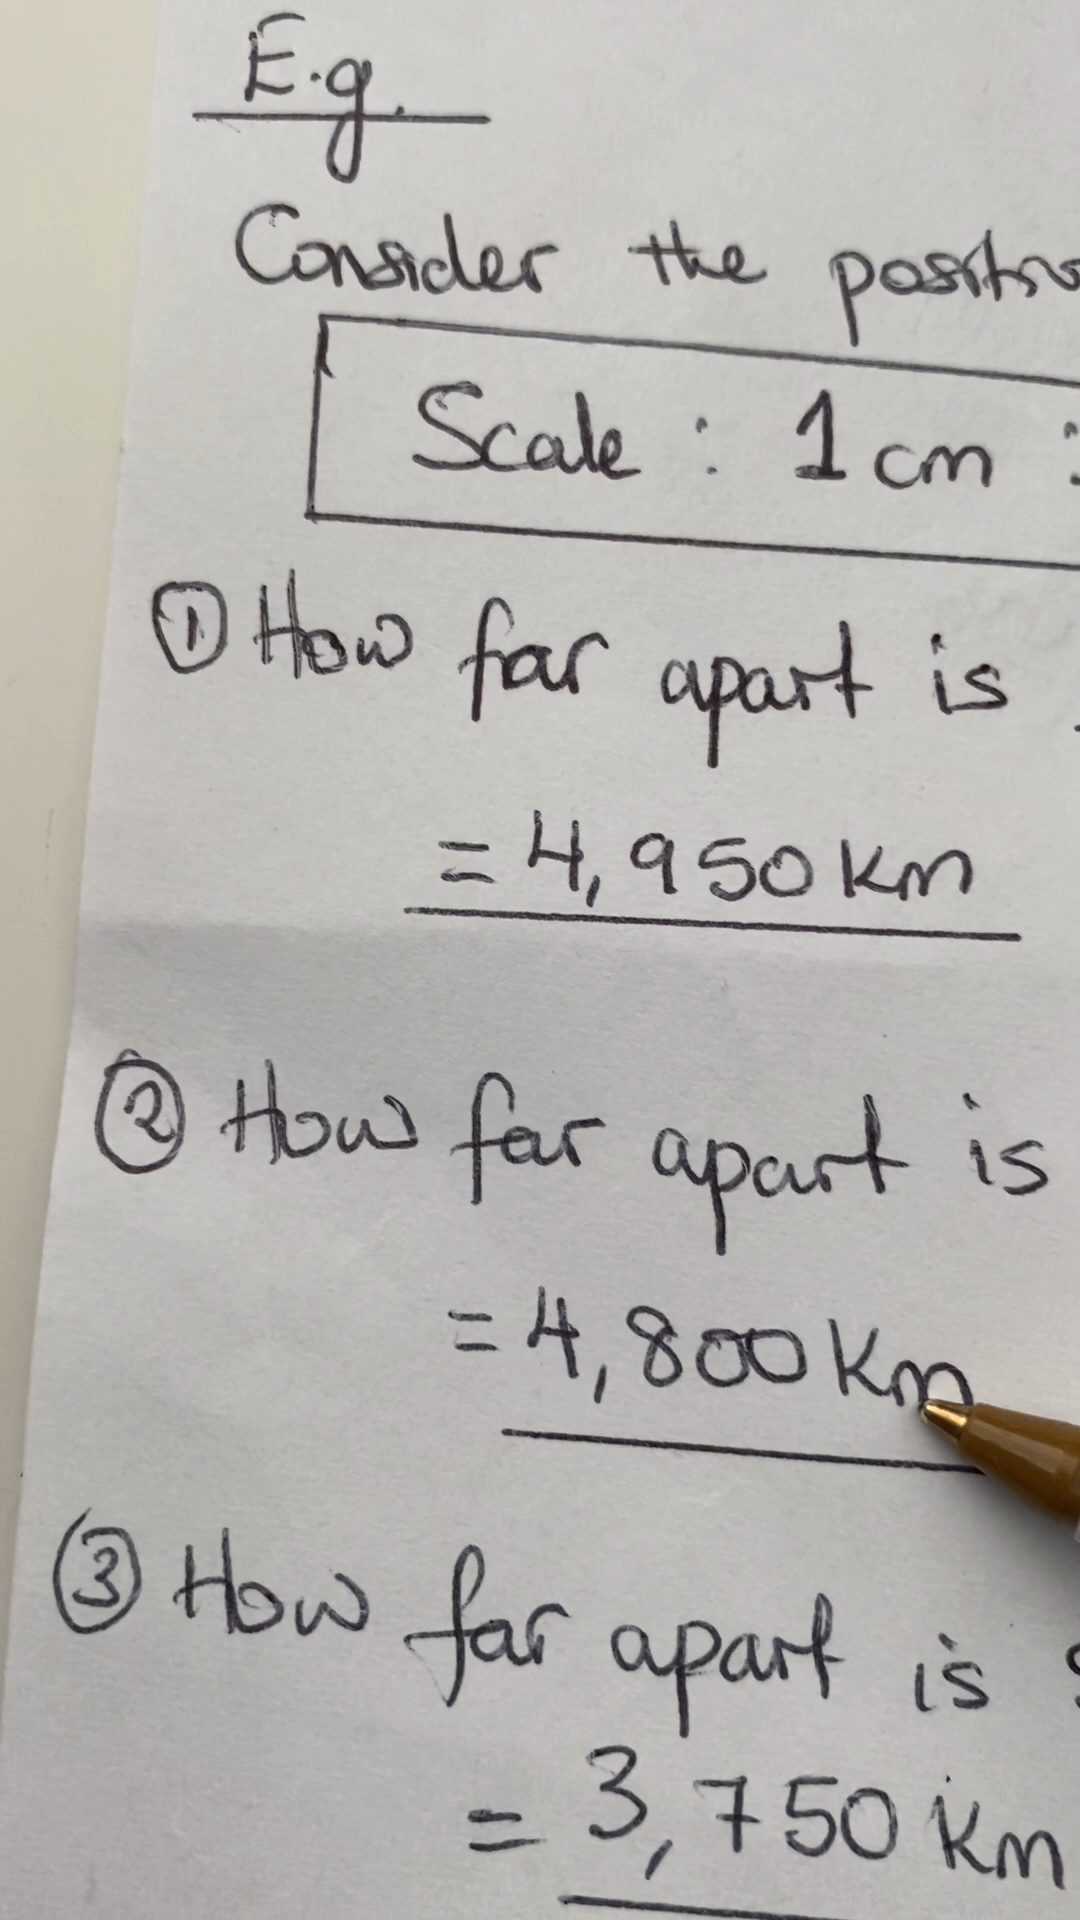 E.g.
Consider the
Scale : 1 cm :
① How far apart is
= 4,950 km
② How far apart is
= 4,800 km
③ How far apart is
= 3,750 km